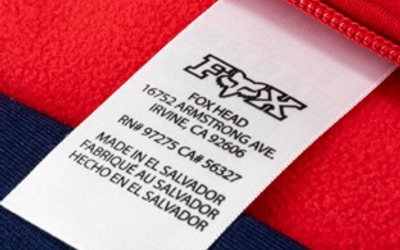 FOX
FOX HEAD
16752 ARMSTRONG AVE.
IRVINE, CA 92606
RN# 97275 CA# 56327
MADE IN EL SALVADOR
FABRIQUÉ AU SALVADOR
HECHO EN EL SALVADOR